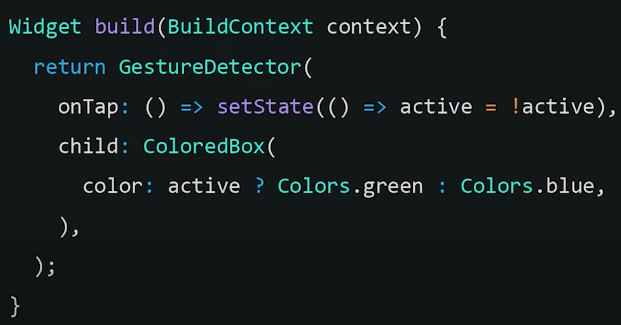 Widget build(BuildContext context) {
  return GestureDetector(
    onTap: () => setState(() => active = !active),
    child: ColoredBox(
      color: active ? Colors.green : Colors.blue,
    ),
  );
}